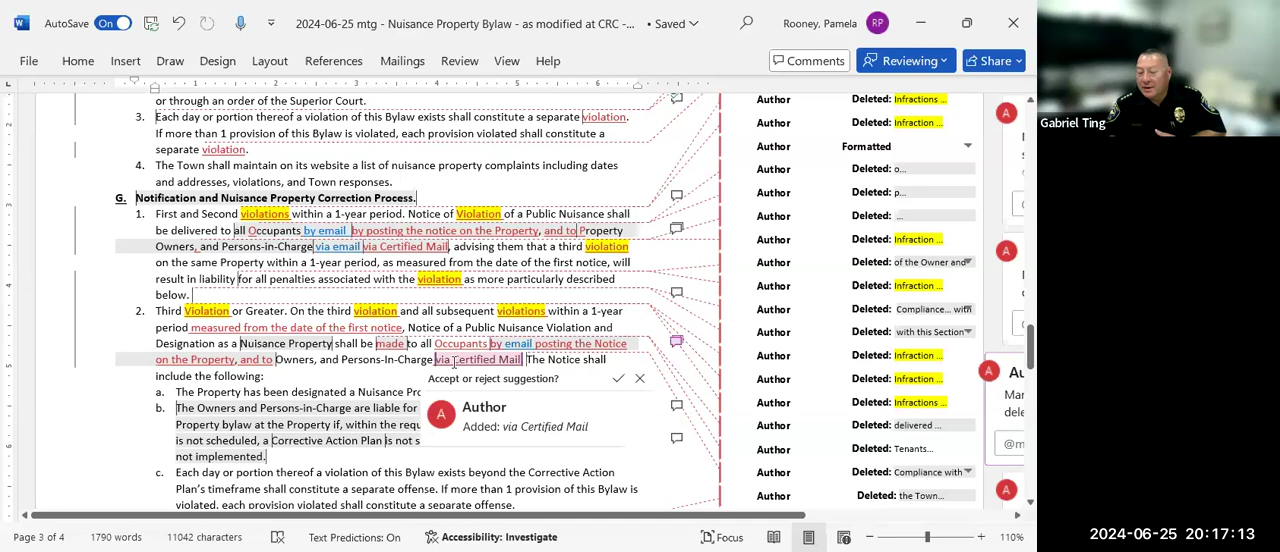 AutoSave On 2024-06-25 mtg - Nuisance Property Bylaw - as modified at CRC -... • Saved Rooney, Pamela RP
File Home Insert Draw Design Layout References Mailings Review View Help Comments Reviewing Share
1 2 3 4 5 6
or through an order of the Superior Court.
3. Each day or portion thereof a violation of this Bylaw exists shall constitute a separate violation.
If more than 1 provision of this Bylaw is violated, each provision violated shall constitute a
separate violation.
4. The Town shall maintain on its website a list of nuisance property complaints including dates
and addresses, violations, and Town responses.
G. Notification and Nuisance Property Correction Process.
1. First and Second violations within a 1-year period. Notice of Violation of a Public Nuisance shall
be delivered to all Occupants by email by posting the notice on the Property, and to Property
Owners, and Persons-in-Charge via email via Certified Mail, advising them that a third violation
on the same Property within a 1-year period, as measured from the date of the first notice, will
result in liability for all penalties associated with the violation as more particularly described
below.
2. Third Violation or Greater. On the third violation and all subsequent violations within a 1-year
period measured from the date of the first notice, Notice of a Public Nuisance Violation and
Designation as a Nuisance Property shall be made to all Occupants by email posting the Notice
on the Property, and to Owners, and Persons-In-Charge via Certified Mail. The Notice shall
include the following:
a. The Property has been designated a Nuisance Pr
b. The Owners and Persons-in-Charge are liable for
Property bylaw at the Property if, within the requ
is not scheduled, a Corrective Action Plan is not s
not implemented.
c. Each day or portion thereof a violation of this Bylaw exists beyond the Corrective Action
Plan's timeframe shall constitute a separate offense. If more than 1 provision of this Bylaw is
violated, each provision violated shall constitute a separate offense.
Accept or reject suggestion?
A Author
Added: via Certified Mail
Author Deleted: Infractions ...
Author Deleted: Infraction ...
Author Formatted
Author Deleted: o...
Author Deleted: p...
Author Deleted: ...
Author Deleted: Infraction ...
Author Deleted: of the Owner and
Author Deleted: Infraction ...
Author Deleted: Compliance... with
Author Deleted: with this Section
Author Deleted: Infraction ...
Author Deleted: Infraction ...
Author Deleted: Infractions ...
Author Deleted: delivered ...
Author Deleted: Tenants...
Author Deleted: Compliance with
Author Deleted: the Town...
A
A
A Au
Mar
dele
@m
A
Page 3 of 4 1790 words 11042 characters Text Predictions: On Accessibility: Investigate Focus 110%
Gabriel Ting
2024-06-25 20:17:13